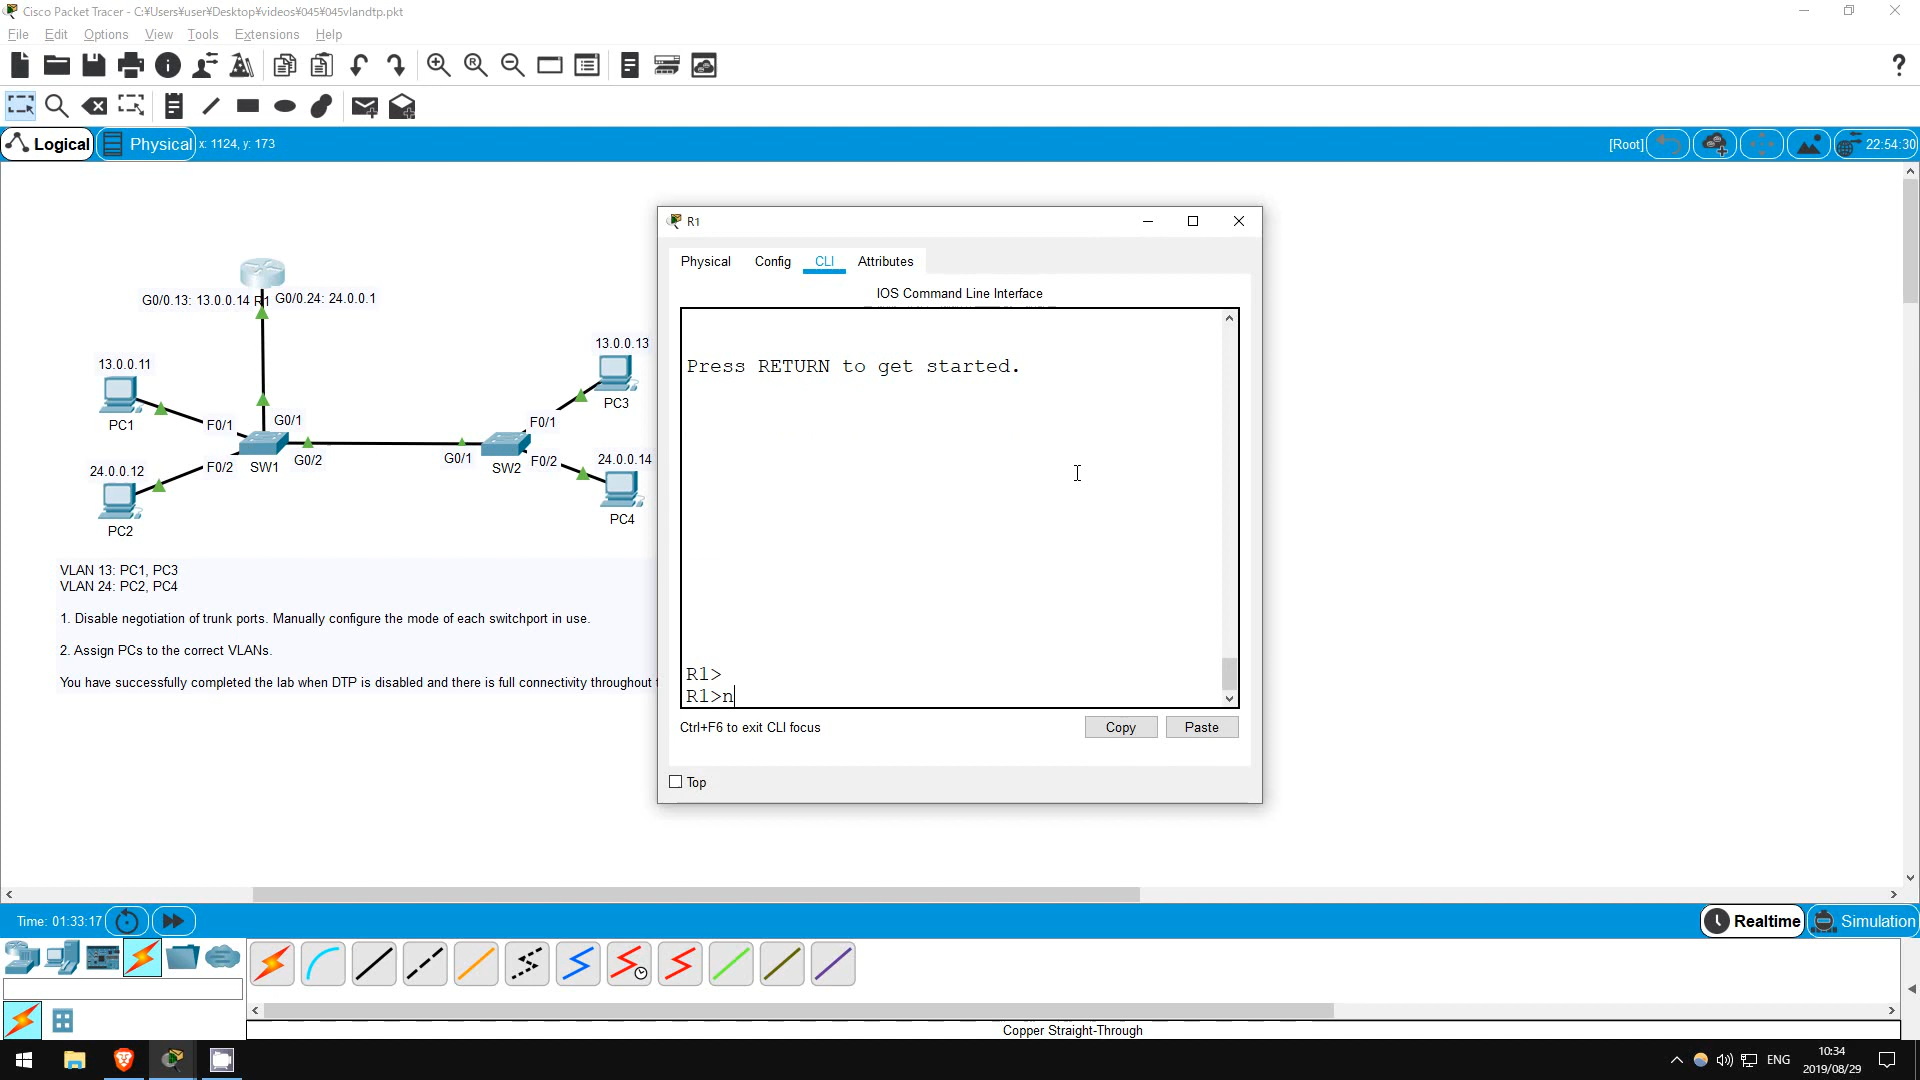 Cisco Packet Tracer - C:¥Users¥user¥Desktop¥videos¥045¥045vlandtp.pkt
File Edit Options View Tools Extensions Help
Logical Physical x: 1124, y: 173 [Root] 22:54:30
R1
Physical Config CLI Attributes
IOS Command Line Interface
Press RETURN to get started.
R1>
R1>n
Ctrl+F6 to exit CLI focus Copy Paste
Top
G0/0.13: 13.0.0.14 R1 G0/0.24: 24.0.0.1
13.0.0.11
PC1
F0/1
G0/1
24.0.0.12
F0/2
SW1
G0/2
PC2
13.0.0.13
PC3
F0/1
G0/1
SW2
F0/2
24.0.0.14
PC4
VLAN 13: PC1, PC3
VLAN 24: PC2, PC4
1. Disable negotiation of trunk ports. Manually configure the mode of each switchport in use.
2. Assign PCs to the correct VLANs.
You have successfully completed the lab when DTP is disabled and there is full connectivity throughout
Time: 01:33:17 Realtime Simulation
Copper Straight-Through
ENG
10:34
2019/08/29